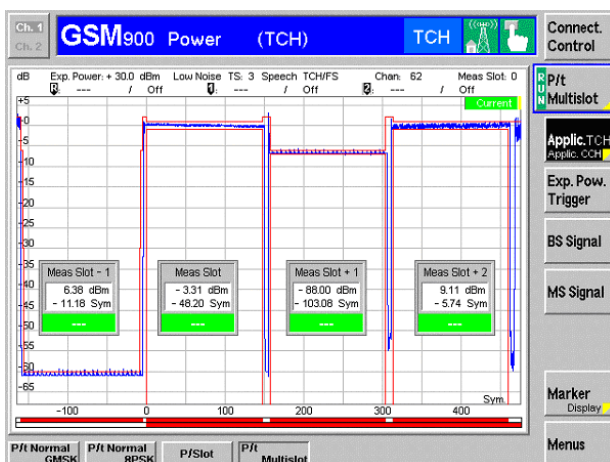 Ch. 1
Ch. 2
GSM900 Power (TCH)
TCH
Connect.
Control
dB Exp. Power: + 30.0 dBm Low Noise TS: 3 Speech TCH/FS Chan: 62 Meas Slot: 0
--- / Off --- / Off --- / Off
Current
RUN
P/t
Multislot
Applic.TCH
Applic. CCH
Exp. Pow.
Trigger
BS Signal
MS Signal
Marker
Display
Menus
+5
-0
-5
-10
-15
-20
-25
-30
-35
-40
-45
-50
-55
-60
-65
Meas Slot - 1
6.38 dBm
- 11.18 Sym
---
Meas Slot
- 3.31 dBm
- 48.20 Sym
---
Meas Slot + 1
- 88.00 dBm
- 103.08 Sym
---
Meas Slot + 2
9.11 dBm
- 5.74 Sym
---
Sym.
-100 0 100 200 300 400
P/t Normal
GMSK
P/t Normal
8PSK
P/Slot
P/t
Multislot